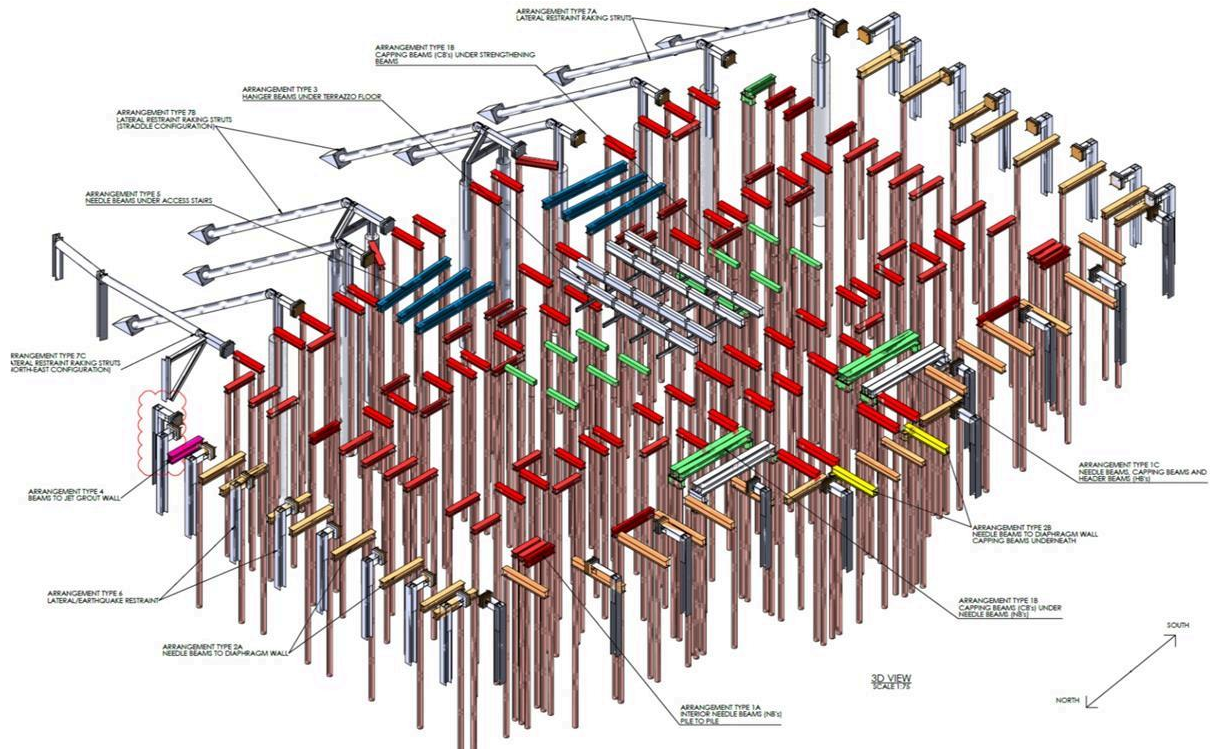 ARRANGEMENT TYPE 7A
LATERAL RESTRAINT RAKING STRUTS
ARRANGEMENT TYPE 1B
CAPPING BEAMS (CB's) UNDER STRENGTHENING
BEAMS
ARRANGEMENT TYPE 3
HANGER BEAMS UNDER TERRAZZO FLOOR
ARRANGEMENT TYPE 7B
LATERAL RESTRAINT RAKING STRUTS
(STRADDLE CONFIGURATION)
ARRANGEMENT TYPE 5
NEEDLE BEAMS UNDER ACCESS STAIRS
RRANGEMENT TYPE 7C
TERAL RESTRAINT RAKING STRUTS
ORTH-EAST CONFIGURATION)
ARRANGEMENT TYPE 4
BEAMS TO JET GROUT WALL
ARRANGEMENT TYPE 6
LATERAL/EARTHQUAKE RESTRAINT
ARRANGEMENT TYPE 2A
NEEDLE BEAMS TO DIAPHRAGM WALL
ARRANGEMENT TYPE 1A
INTERIOR NEEDLE BEAMS (NB's)
PILE TO PILE
ARRANGEMENT TYPE 1C
NEEDLE BEAMS, CAPPING BEAMS AND
HEADER BEAMS (HB's)
ARRANGEMENT TYPE 2B
NEEDLE BEAMS TO DIAPHRAGM WALL
CAPPING BEAMS UNDERNEATH
ARRANGEMENT TYPE 1B
CAPPING BEAMS (CB's) UNDER
NEEDLE BEAMS (NB's)
3D VIEW
SCALE 1:75
SOUTH
NORTH